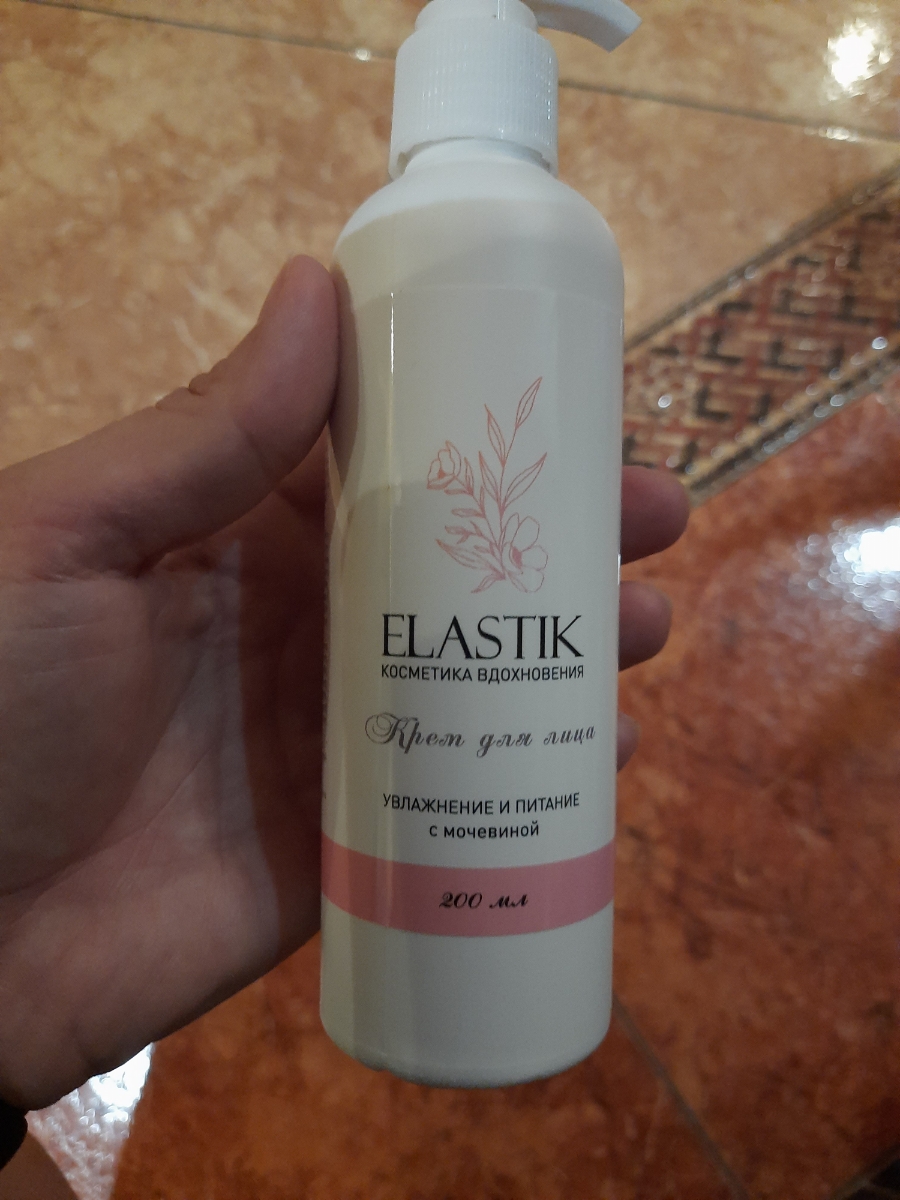 ELASTIK
КОСМЕТИКА ВДОХНОВЕНИЯ
Крем для лица
УВЛАЖНЕНИЕ И ПИТАНИЕ
С МОЧЕВИНОЙ
200 мл